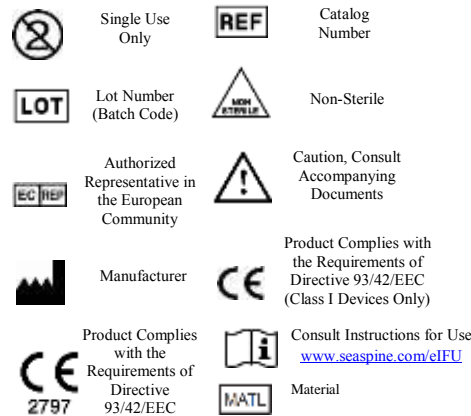 Single Use
Only
REF
Catalog
Number
LOT
Lot Number
(Batch Code)
NON
STERILE
Non-Sterile
EC REP
Authorized
Representative in
the European
Community
Caution, Consult
Accompanying
Documents
Manufacturer
CE
Product Complies with
the Requirements of
Directive 93/42/EEC
(Class I Devices Only)
CE
2797
Product Complies
with the
Requirements of
Directive
93/42/EEC
Consult Instructions for Use
www.seaspine.com/eIFU
MATL
Material